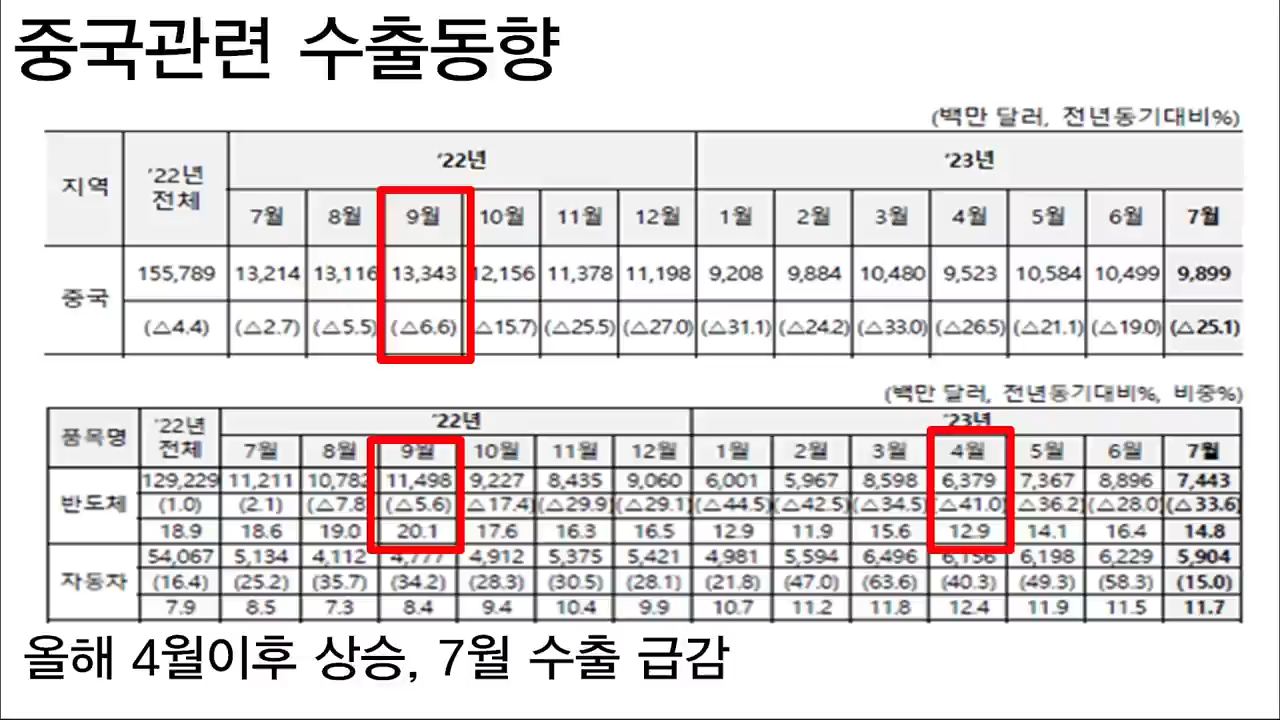 중국관련 수출동향
(백만 달러, 전년동기대비%)
지역 '22년 전체 '22년 '23년
7월 8월 9월 10월 11월 12월 1월 2월 3월 4월 5월 6월 7월
중국 155,789 13,214 13,116 13,343 12,156 11,378 11,198 9,208 9,884 10,480 9,523 10,584 10,499 9,899
(△4.4) (△2.7) (△5.5) (△6.6) △15.7) (△25.5) (△27.0) (△31.1) (△24.2) (△33.0) (△26.5) (△21.1) (△19.0) (△25.1)
(백만 달러, 전년동기대비%, 비중%)
품목명 '22년 전체 '22년 '23년
7월 8월 9월 10월 11월 12월 1월 2월 3월 4월 5월 6월 7월
반도체 129,229 11,211 10,782 11,498 9,227 8,435 9,060 6,001 5,967 8,598 6,379 7,367 8,896 7,443
(1.0) (2.1) (△7.8 (△5.6) △17.4) (△29.9) (△29.1) (△44.5) (△42.5) (△34.5) △41.0) △36.2) (△28.0) (△33.6)
18.9 18.6 19.0 20.1 17.6 16.3 16.5 12.9 11.9 15.6 12.9 14.1 16.4 14.8
자동차 54,067 5,134 4,112 4,777 4,912 5,375 5,421 4,981 5,594 6,496 6,156 6,198 6,229 5,904
(16.4) (25.2) (35.7) (34.2) (28.3) (30.5) (28.1) (21.8) (47.0) (63.6) (40.3) (49.3) (58.3) (15.0)
7.9 8.5 7.3 8.4 9.4 10.4 9.9 10.7 11.2 11.8 12.4 11.9 11.5 11.7
올해 4월이후 상승, 7월 수출 급감